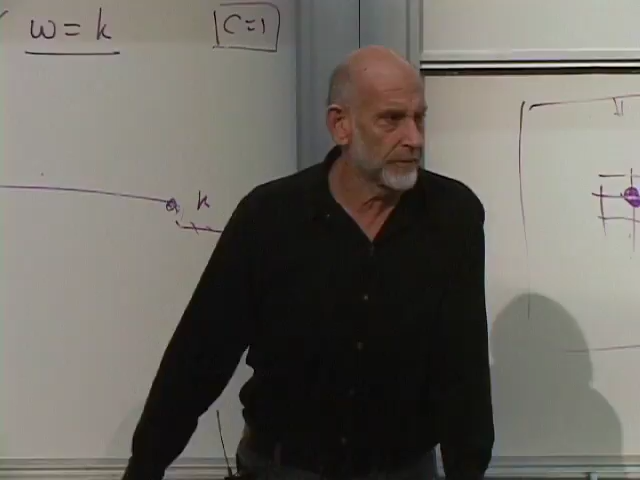 ω = k
C = 1
k